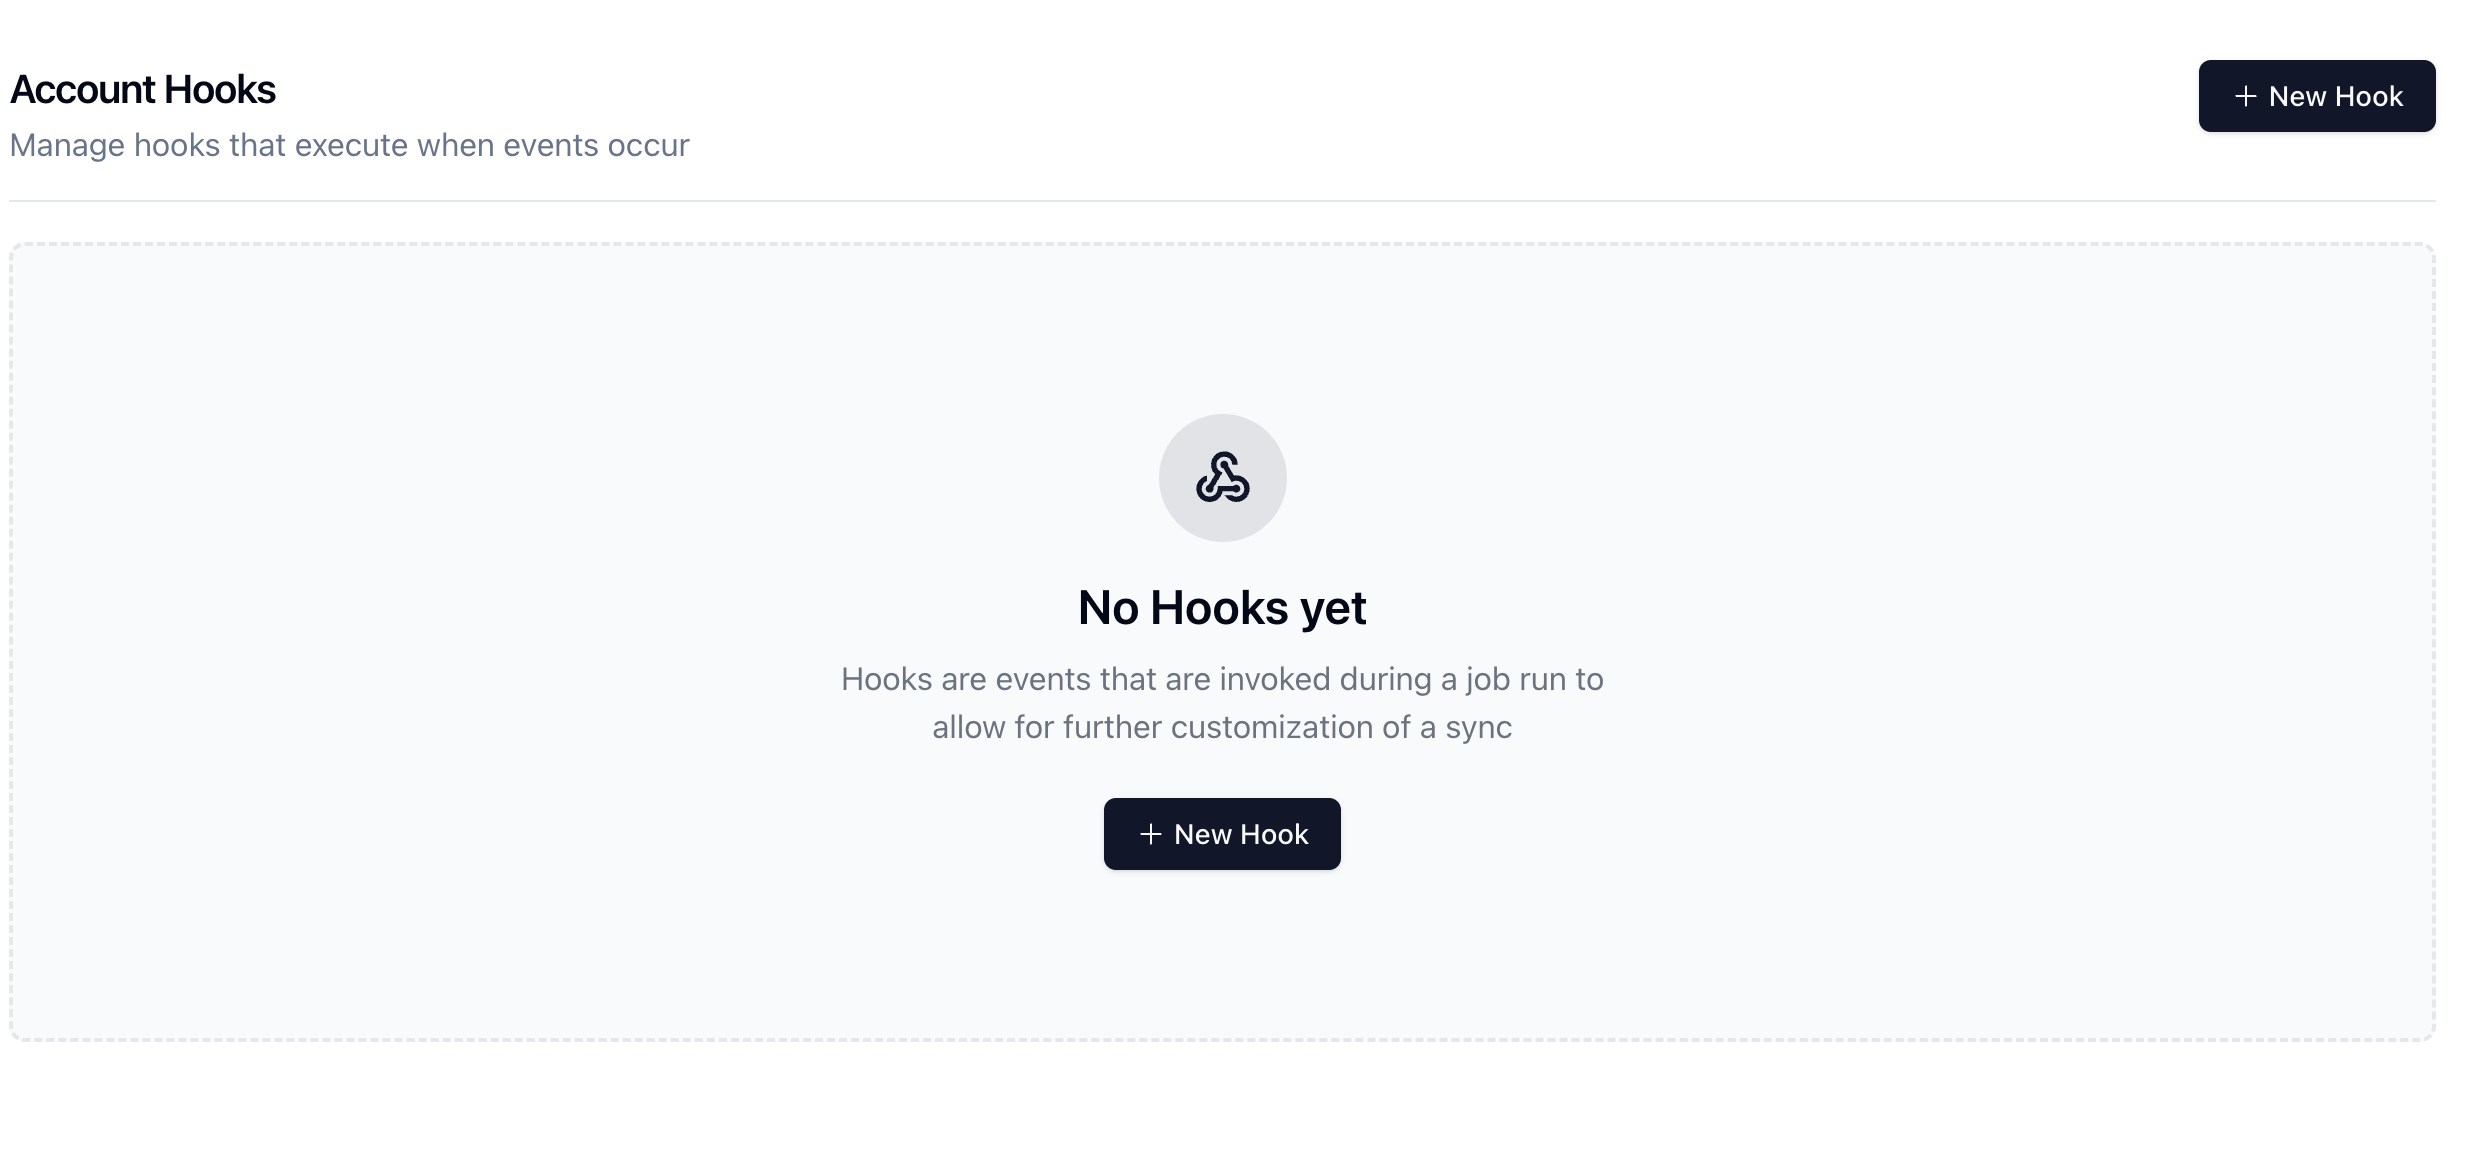 Account Hooks
+ New Hook
Manage hooks that execute when events occur
No Hooks yet
Hooks are events that are invoked during a job run to
allow for further customization of a sync
+ New Hook